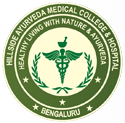 HILLSIDE AYURVEDA MEDICAL COLLEGE & HOSPITAL
HEALTHY LIVING WITH NATURE & AYURVEDA
BENGALURU